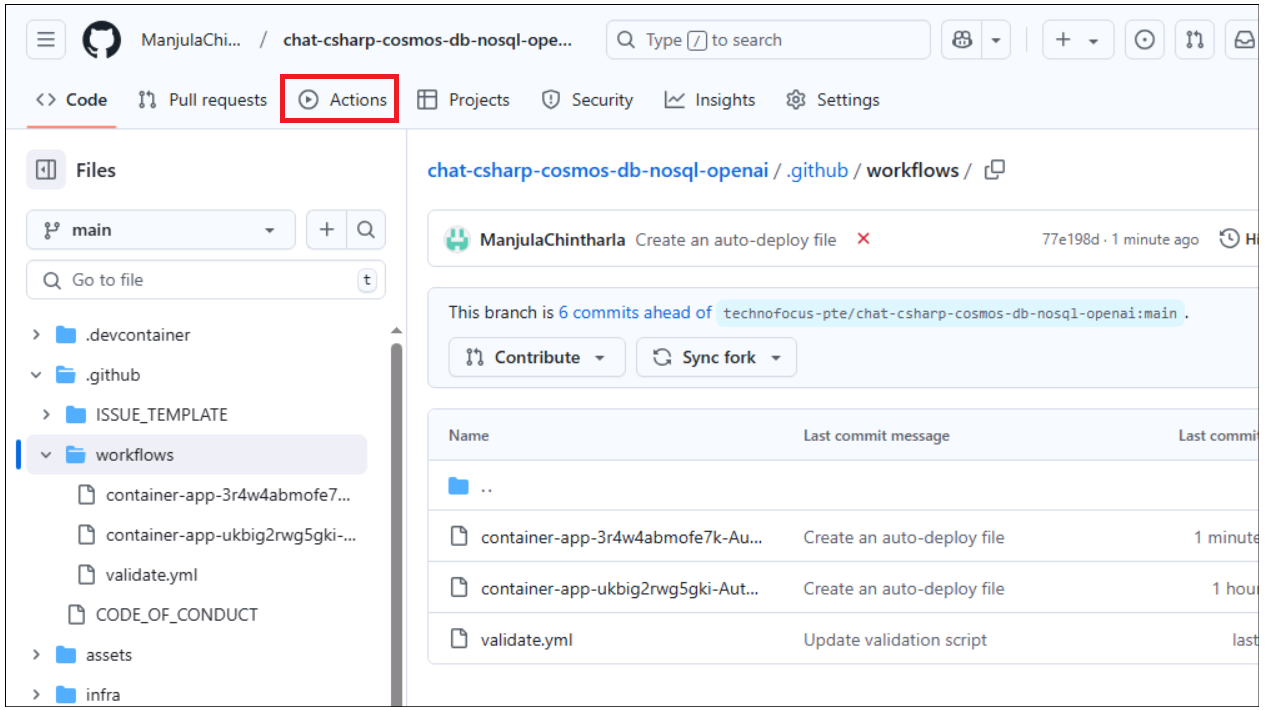 ManjulaChi... / chat-csharp-cosmos-db-nosql-ope... Type / to search
Code Pull requests Actions Projects Security Insights Settings
Files
main
Go to file t
.devcontainer
.github
ISSUE_TEMPLATE
workflows
container-app-3r4w4abmofe7...
container-app-ukbig2rwg5gki-...
validate.yml
CODE_OF_CONDUCT
assets
infra
chat-csharp-cosmos-db-nosql-openai / .github / workflows /
ManjulaChintharla Create an auto-deploy file 77e198d · 1 minute ago Hi
This branch is 6 commits ahead of technofocus-pte/chat-csharp-cosmos-db-nosql-openai:main .
Contribute Sync fork
Name Last commit message Last commit
..
container-app-3r4w4abmofe7k-Au... Create an auto-deploy file 1 minute
container-app-ukbig2rwg5gki-Aut... Create an auto-deploy file 1 hou
validate.yml Update validation script last